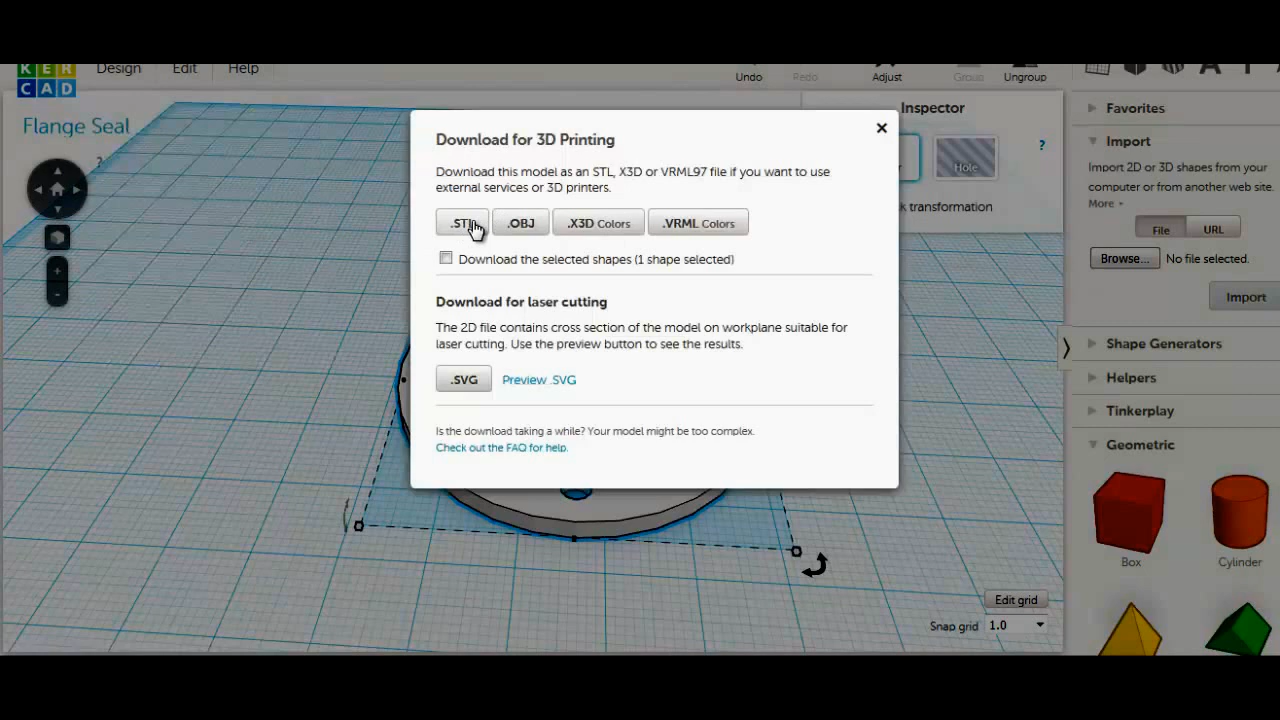 KER
CAD
Design
Edit
Help
Undo
Redo
Adjust
Group
Ungroup
Flange Seal
?
Inspector
Hole
?
k transformation
Download for 3D Printing
Download this model as an STL, X3D or VRML97 file if you want to use
external services or 3D printers.
.OBJ
.X3D Colors
.VRML Colors
Download the selected shapes (1 shape selected)
Download for laser cutting
The 2D file contains cross section of the model on workplane suitable for
laser cutting. Use the preview button to see the results.
.SVG
Preview .SVG
Is the download taking a while? Your model might be too complex.
Check out the FAQ for help.
Edit grid
Snap grid 1.0
Favorites
Import
Import 2D or 3D shapes from your
computer or from another web site.
More
File
URL
Browse...
No file selected.
Import
Shape Generators
Helpers
Tinkerplay
Geometric
Box
Cylinder